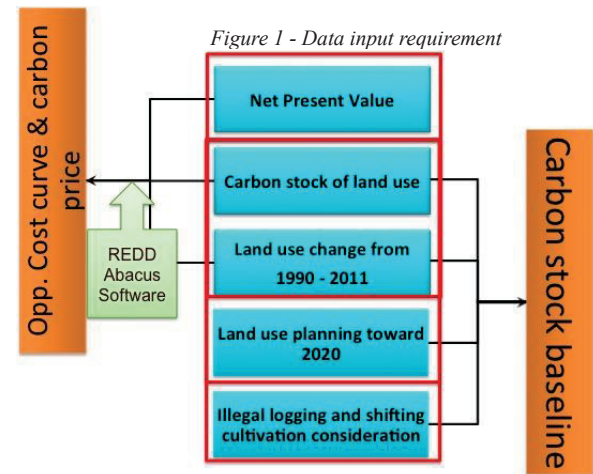 Figure 1 - Data input requirement
Opp. Cost curve & carbon
price
REDD
Abacus
Software
Net Present Value
Carbon stock of land use
Land use change from
1990 - 2011
Land use planning toward
2020
Illegal logging and shifting
cultivation consideration
Carbon stock baseline